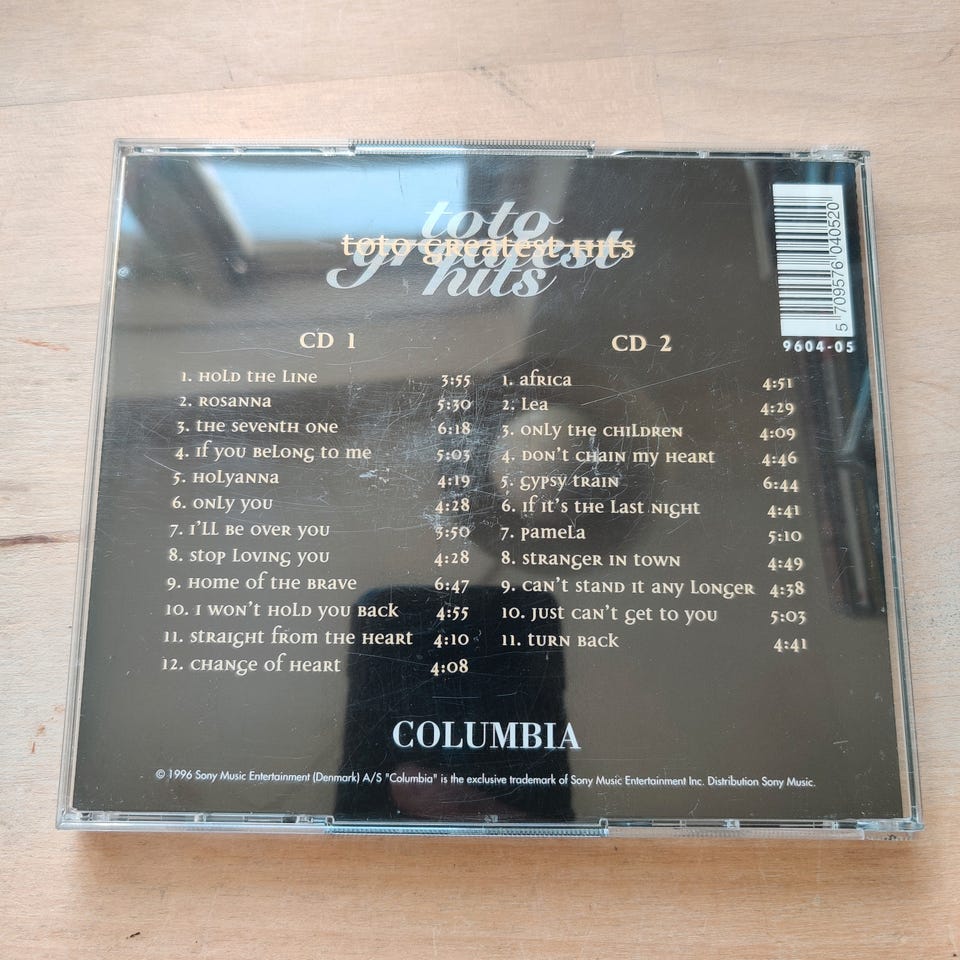 toto
greatest
hits
toto greatest hits
5 709576 040520
9604-05
CD 1
1. Hold the Line 3:55
2. Rosanna 5:30
3. The Seventh One 6:18
4. If You Belong to Me 5:03
5. Holyanna 4:19
6. Only You 4:28
7. I'll Be Over You 3:50
8. Stop Loving You 4:28
9. Home of the Brave 6:47
10. I Won't Hold You Back 4:55
11. Straight from the Heart 4:10
12. Change of Heart 4:08
CD 2
1. Africa 4:51
2. Lea 4:29
3. Only the Children 4:09
4. Don't Chain My Heart 4:46
5. Gypsy Train 6:44
6. If It's the Last Night 4:41
7. Pamela 5:10
8. Stranger in Town 4:49
9. Can't Stand It Any Longer 4:38
10. Just Can't Get to You 5:03
11. Turn Back 4:41
COLUMBIA
© 1996 Sony Music Entertainment (Denmark) A/S "Columbia" is the exclusive trademark of Sony Music Entertainment Inc. Distribution Sony Music.